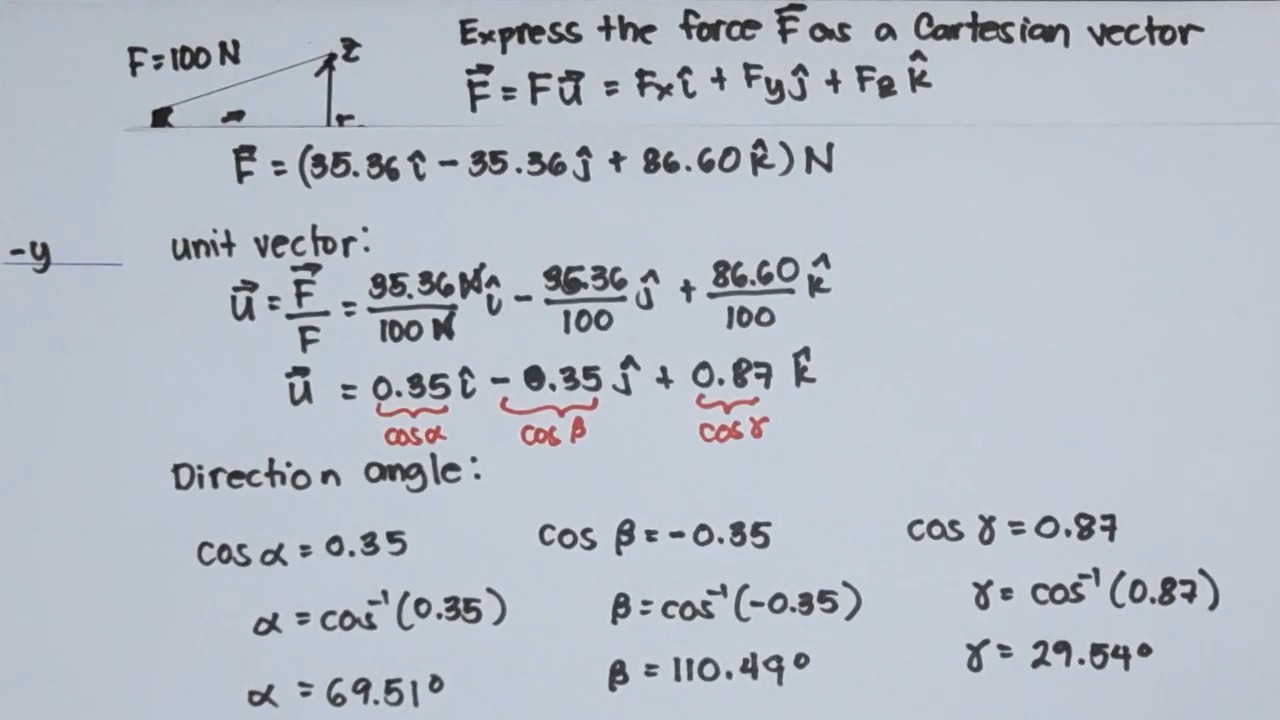 Express the force F⃗ as a Cartesian vector
F = 100 N
z
F⃗ = Fu⃗ = Fxî + Fyĵ + Fzk̂
F⃗ = (35.36 î - 35.36 ĵ + 86.60 k̂) N
-y
unit vector:
u⃗ = F⃗/F = 35.36 N/100 N î - 35.36/100 ĵ + 86.60/100 k̂
u⃗ = 0.35 î - 0.35 ĵ + 0.87 k̂
cos α cos β cos γ
Direction angle:
cos α = 0.35 cos β = -0.35 cos γ = 0.87
α = cos⁻¹(0.35) β = cos⁻¹(-0.35) γ = cos⁻¹(0.87)
α = 69.51° β = 110.49° γ = 29.54°